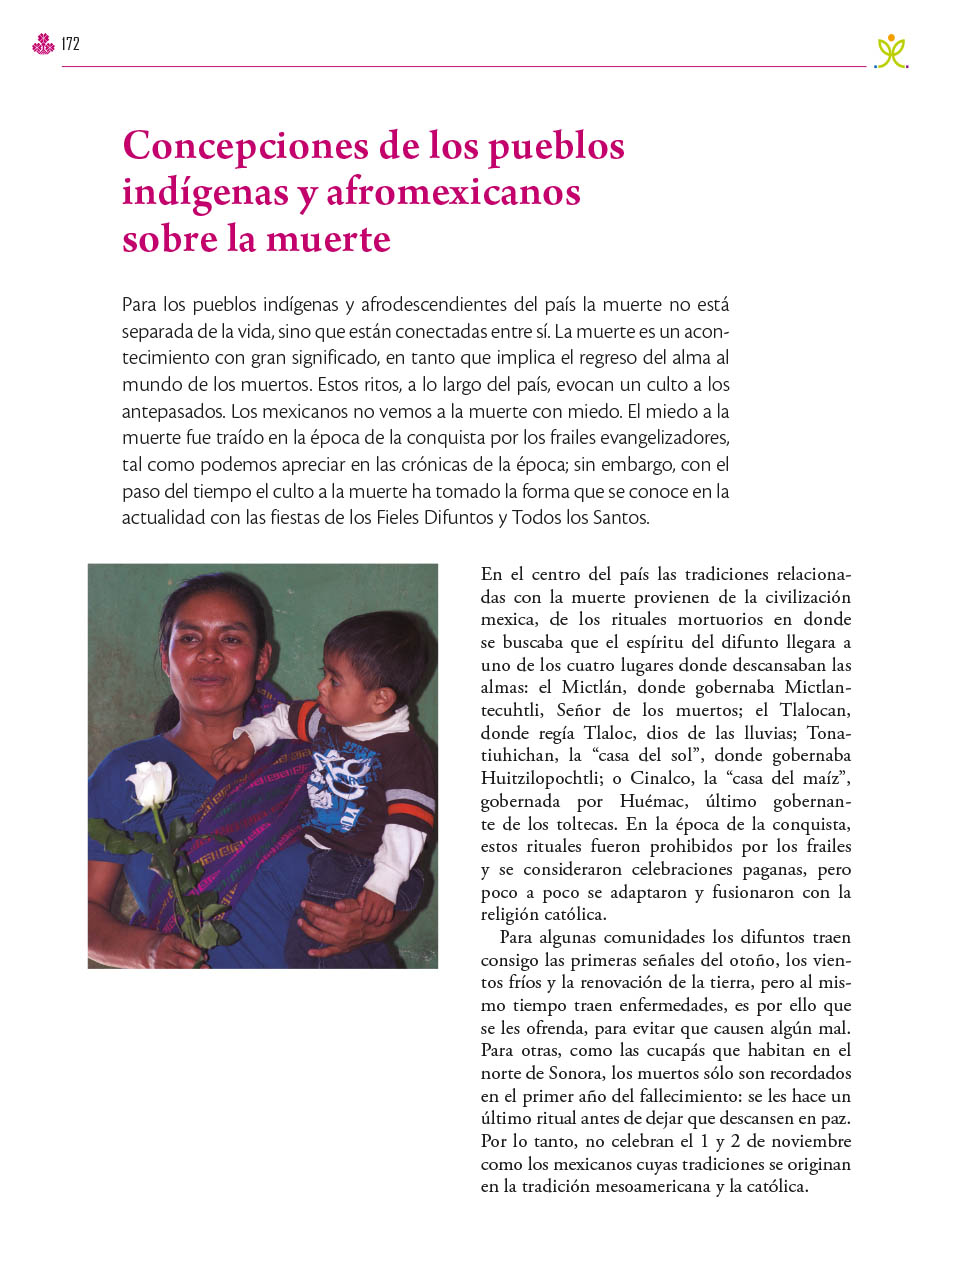 172
Concepciones de los pueblos
indígenas y afromexicanos
sobre la muerte
Para los pueblos indígenas y afrodescendientes del país la muerte no está
separada de la vida, sino que están conectadas entre sí. La muerte es un acon-
tecimiento con gran significado, en tanto que implica el regreso del alma al
mundo de los muertos. Estos ritos, a lo largo del país, evocan un culto a los
antepasados. Los mexicanos no vemos a la muerte con miedo. El miedo a la
muerte fue traído en la época de la conquista por los frailes evangelizadores,
tal como podemos apreciar en las crónicas de la época; sin embargo, con el
paso del tiempo el culto a la muerte ha tomado la forma que se conoce en la
actualidad con las fiestas de los Fieles Difuntos y Todos los Santos.
En el centro del país las tradiciones relaciona-
das con la muerte provienen de la civilización
mexica, de los rituales mortuorios en donde
se buscaba que el espíritu del difunto llegara a
uno de los cuatro lugares donde descansaban las
almas: el Mictlán, donde gobernaba Mictlan-
tecuhtli, Señor de los muertos; el Tlalocan,
donde regía Tlaloc, dios de las lluvias; Tona-
tiuhichan, la “casa del sol”, donde gobernaba
Huitzilopochtli; o Cinalco, la “casa del maíz”,
gobernada por Huémac, último gobernan-
te de los toltecas. En la época de la conquista,
estos rituales fueron prohibidos por los frailes
y se consideraron celebraciones paganas, pero
poco a poco se adaptaron y fusionaron con la
religión católica.
Para algunas comunidades los difuntos traen
consigo las primeras señales del otoño, los vien-
tos fríos y la renovación de la tierra, pero al mis-
mo tiempo traen enfermedades, es por ello que
se les ofrenda, para evitar que causen algún mal.
Para otras, como las cucapás que habitan en el
norte de Sonora, los muertos sólo son recordados
en el primer año del fallecimiento: se les hace un
último ritual antes de dejar que descansen en paz.
Por lo tanto, no celebran el 1 y 2 de noviembre
como los mexicanos cuyas tradiciones se originan
en la tradición mesoamericana y la católica.